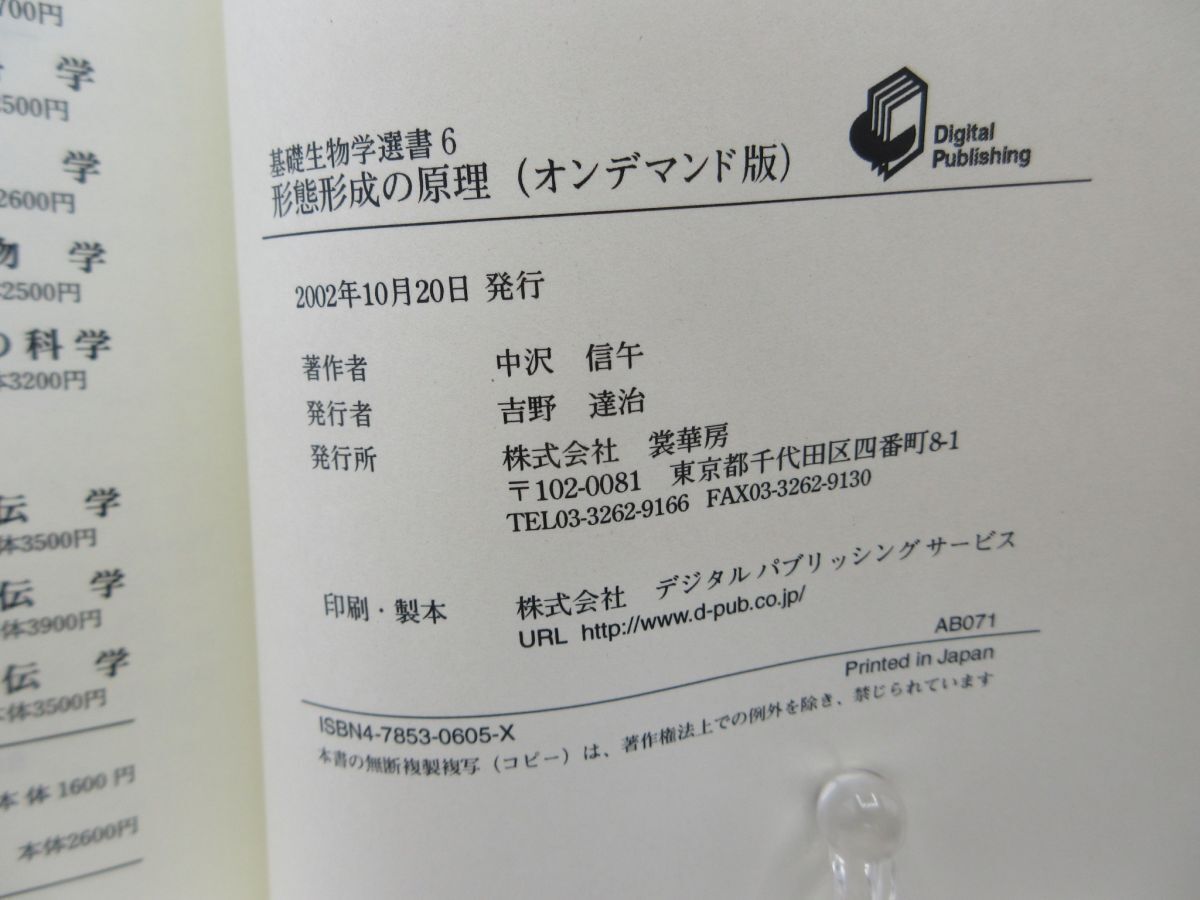 700円
学
2500円
学
2600円
物 学
2500円
の科学
体3200円
伝 学
体3500円
伝 学
体3900円
伝 学
本体3500円
本体1600円
本体2600円
Digital
Publishing
基礎生物学選書6
形態形成の原理（オンデマンド版）
2002年10月20日 発行
著作者 中沢 信午
発行者 吉野 達治
発行所 株式会社 裳華房
〒102-0081 東京都千代田区四番町8-1
TEL03-3262-9166 FAX03-3262-9130
印刷・製本 株式会社 デジタルパブリッシングサービス
URL http://www.d-pub.co.jp/
AB071
Printed in Japan
ISBN4-7853-0605-X
本書の無断複製複写（コピー）は、著作権法上での例外を除き、禁じられています